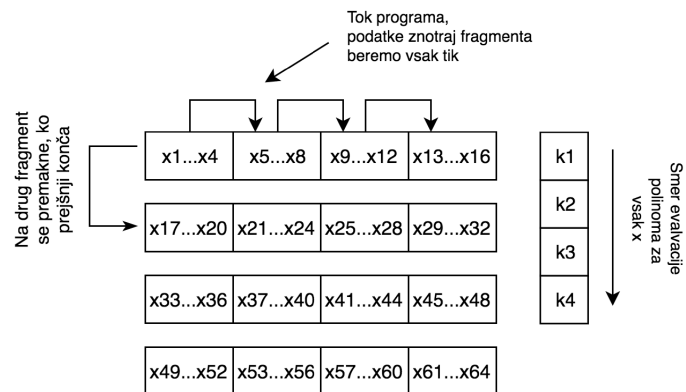 Tok programa,
podatke znotraj fragmenta
beremo vsak tik
Na drug fragment
se premakne, ko
prejšnji konča
x1...x4 x5...x8 x9...x12 x13...x16
x17...x20 x21...x24 x25...x28 x29...x32
x33...x36 x37...x40 x41...x44 x45...x48
x49...x52 x53...x56 x57...x60 x61...x64
k1
k2
k3
k4
Smer evalvacije
polinoma za
vsak x